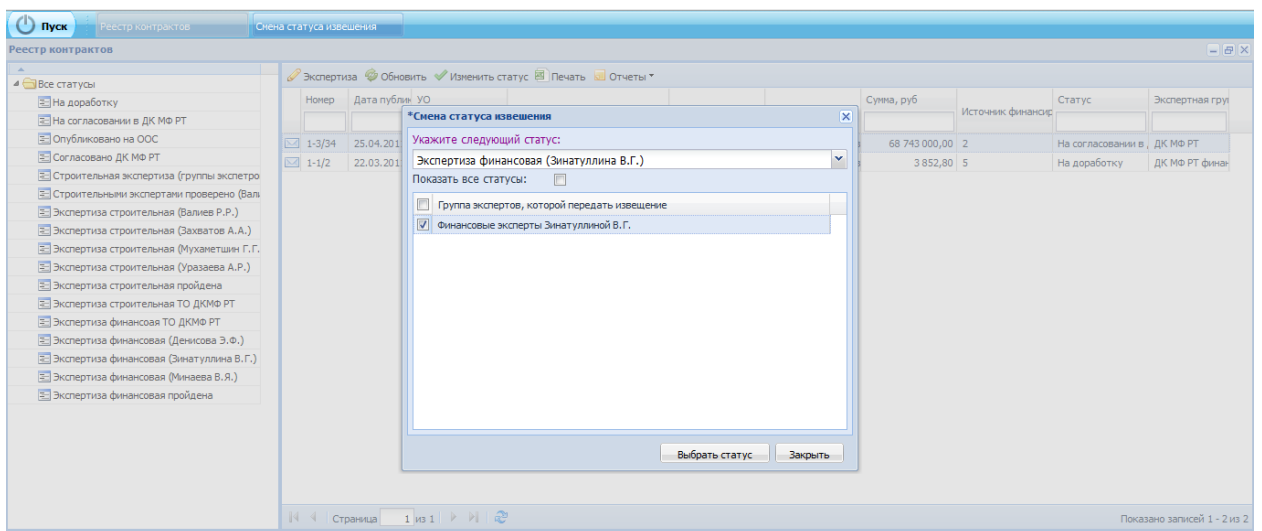 Пуск
Реестр контрактов
Смена статуса извешения
Реестр контрактов
Все статусы
На доработку
На согласовании в ДК МФ РТ
Опубликовано на ООС
Согласовано ДК МФ РТ
Строительная экспертиза (группы экспетро
Строительными экспертами проверено (Вали
Экспертиза строительная (Валиев Р.Р.)
Экспертиза строительная (Захватов А.А.)
Экспертиза строительная (Мухаметшин Г.Г.
Экспертиза строительная (Уразаева А.Р.)
Экспертиза строительная пройдена
Экспертиза строительная ТО ДКМФ РТ
Экспертиза финансоая ТО ДКМФ РТ
Экспертиза финансовая (Денисова Э.Ф.)
Экспертиза финансовая (Зинатуллина В.Г.)
Экспертиза финансовая (Минаева В.Я.)
Экспертиза финансовая пройдена
Экспертиза Обновить Изменить статус Печать Отчеты
Номер Дата публик УО Сумма, руб Источник финансир Статус Экспертная груп
1-3/34 25.04.201 68 743 000,00 2 На согласовании в ДК МФ РТ
1-1/2 22.03.201 3 852,80 5 На доработку ДК МФ РТ финан
*Смена статуса извешения
Укажите следующий статус:
Экспертиза финансовая (Зинатуллина В.Г.)
Показать все статусы:
Группа экспертов, которой передать извещение
Финансовые эксперты Зинатуллиной В.Г.
Выбрать статус Закрыть
Страница 1 из 1
Показано записей 1 - 2 из 2